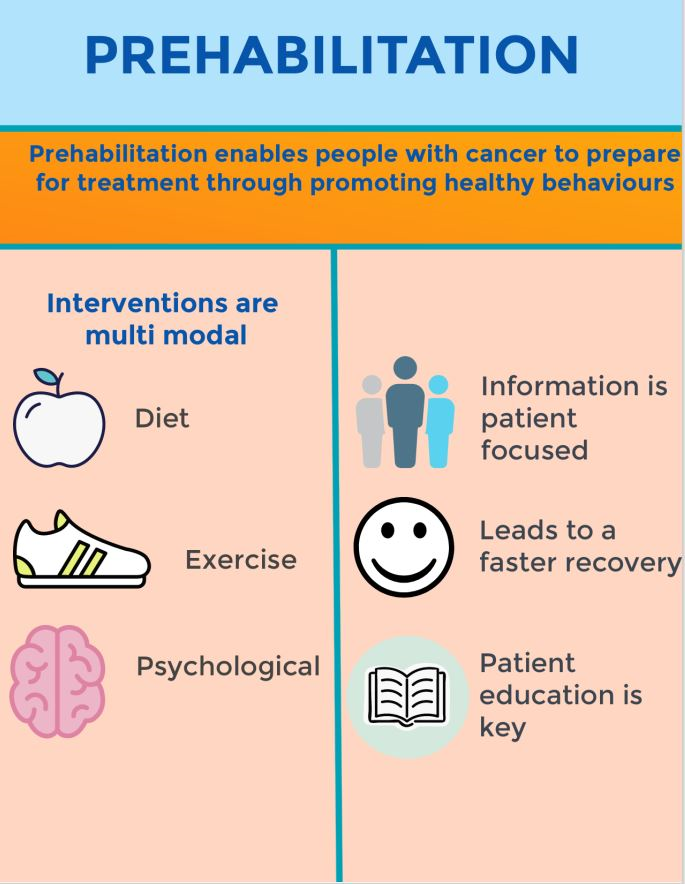 PREHABILITATION
Prehabilitation enables people with cancer to prepare
for treatment through promoting healthy behaviours
Interventions are
multi modal
Diet
Exercise
Psychological
Information is
patient
focused
Leads to a
faster recovery
Patient
education is
key